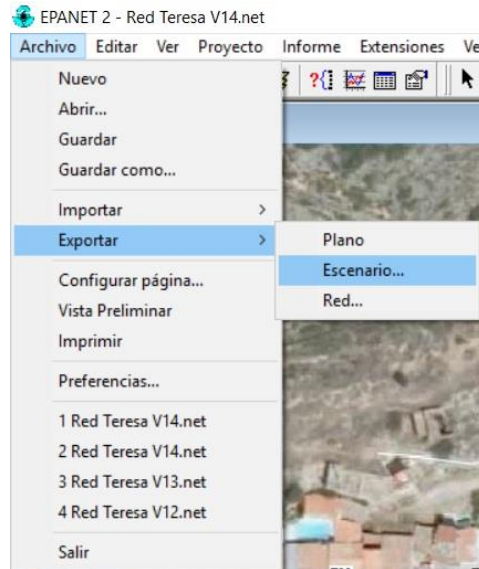 EPANET 2 - Red Teresa V14.net
Archivo Editar Ver Proyecto Informe Extensiones Ve
Nuevo
Abrir...
Guardar
Guardar como...
Importar >
Exportar >
Plano
Escenario...
Red...
Configurar página...
Vista Preliminar
Imprimir
Preferencias...
1 Red Teresa V14.net
2 Red Teresa V14.net
3 Red Teresa V13.net
4 Red Teresa V12.net
Salir